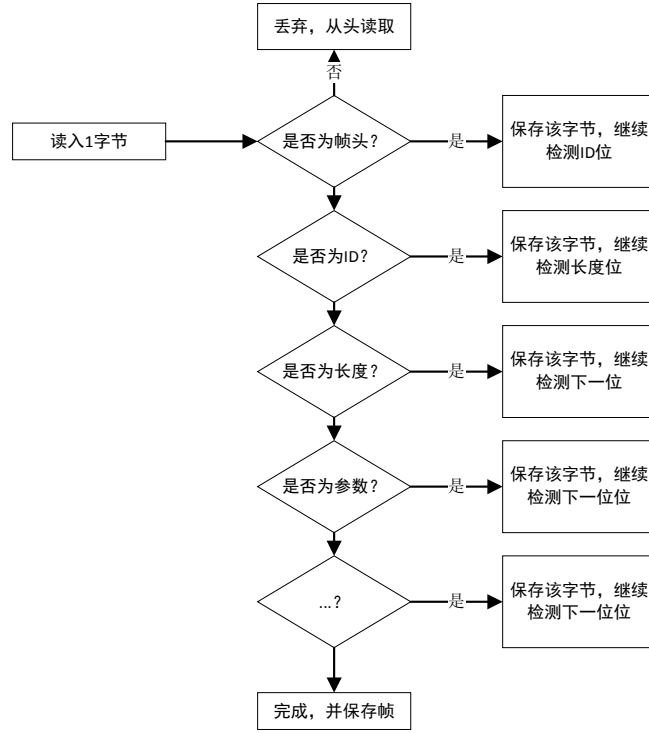 丢弃，从头读取
否
读入1字节
是否为帧头？
是
保存该字节，继续
检测ID位
是否为ID？
是
保存该字节，继续
检测长度位
是否为长度？
是
保存该字节，继续
检测下一位
是否为参数？
是
保存该字节，继续
检测下一位位
...？
是
保存该字节，继续
检测下一位位
完成，并保存帧